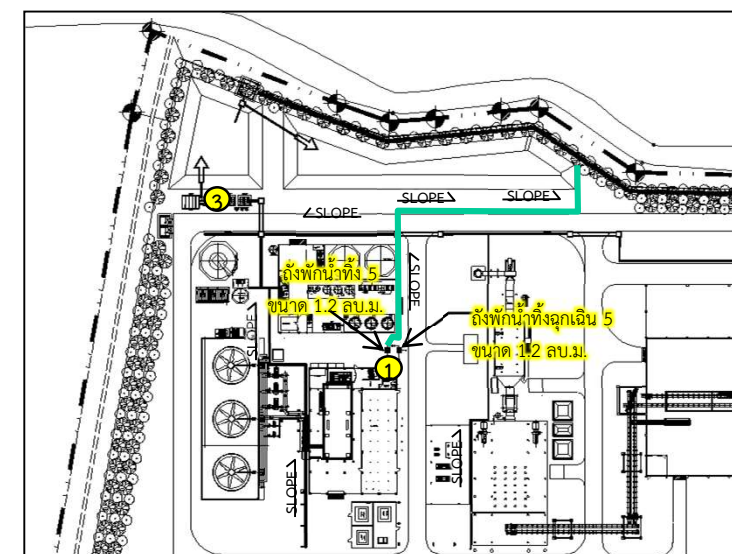 SLOPE
SLOPE
SLOPE
3
ถังพักน้ำทิ้ง 5
ขนาด 1.2 ลบ.ม.
SLOPE
ถังพักน้ำทิ้งฉุกเฉิน 5
ขนาด 1.2 ลบ.ม.
SLOPE
1
SLOPE
SLOPE